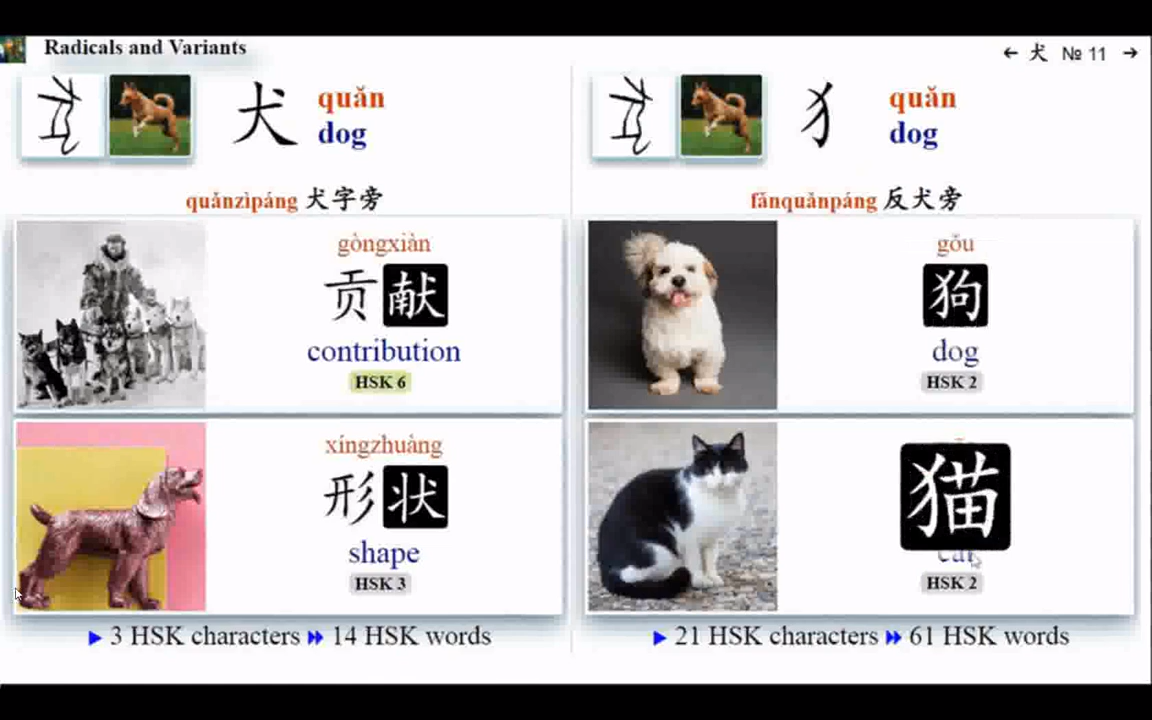 Radicals and Variants
← 犬 № 11 →
犬 quǎn
dog
quǎnzìpáng 犬字旁
gòngxiàn
贡献
contribution
HSK 6
xíngzhuàng
形状
shape
HSK 3
▶ 3 HSK characters ▶▶ 14 HSK words
犭 quǎn
dog
fǎnquǎnpáng 反犬旁
gǒu
狗
dog
HSK 2
猫
HSK 2
▶ 21 HSK characters ▶▶ 61 HSK words